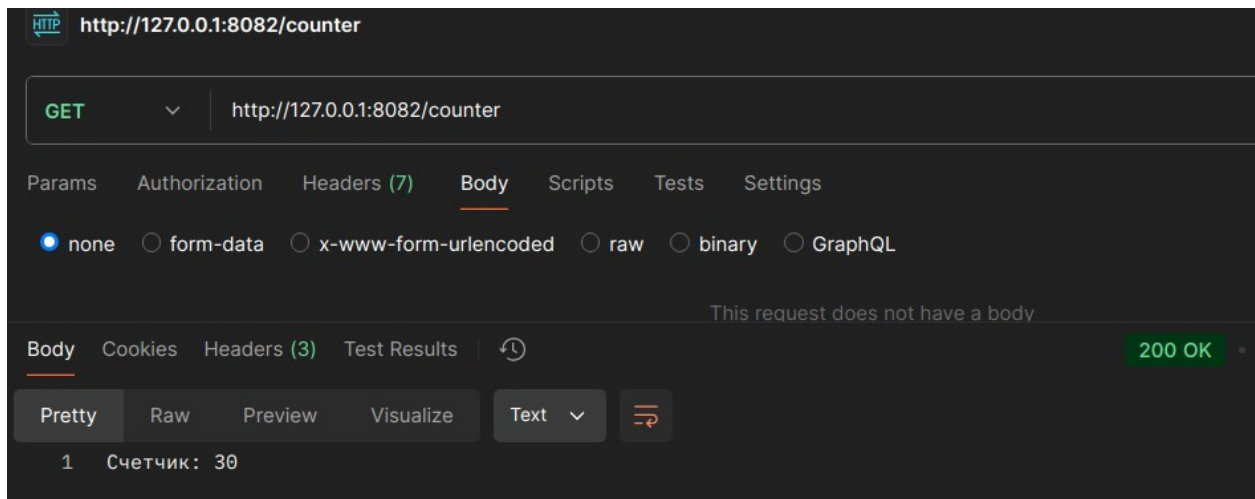 HTTP http://127.0.0.1:8082/counter
GET http://127.0.0.1:8082/counter
Params Authorization Headers (7) Body Scripts Tests Settings
none form-data x-www-form-urlencoded raw binary GraphQL
This request does not have a body
Body Cookies Headers (3) Test Results 200 OK
Pretty Raw Preview Visualize Text
1 Счетчик: 30